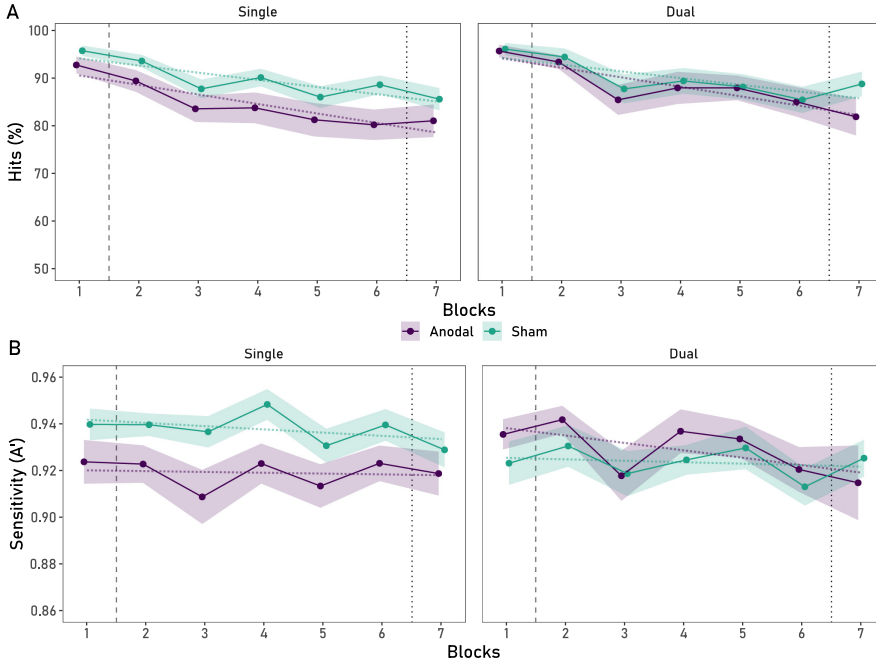 A
Single
Dual
Hits (%)
100
90
80
70
60
50
1 2 3 4 5 6 7
1 2 3 4 5 6 7
Blocks
Anodal Sham
B
Single
Dual
Sensitivity (A')
0.96
0.94
0.92
0.90
0.88
0.86
1 2 3 4 5 6 7
1 2 3 4 5 6 7
Blocks